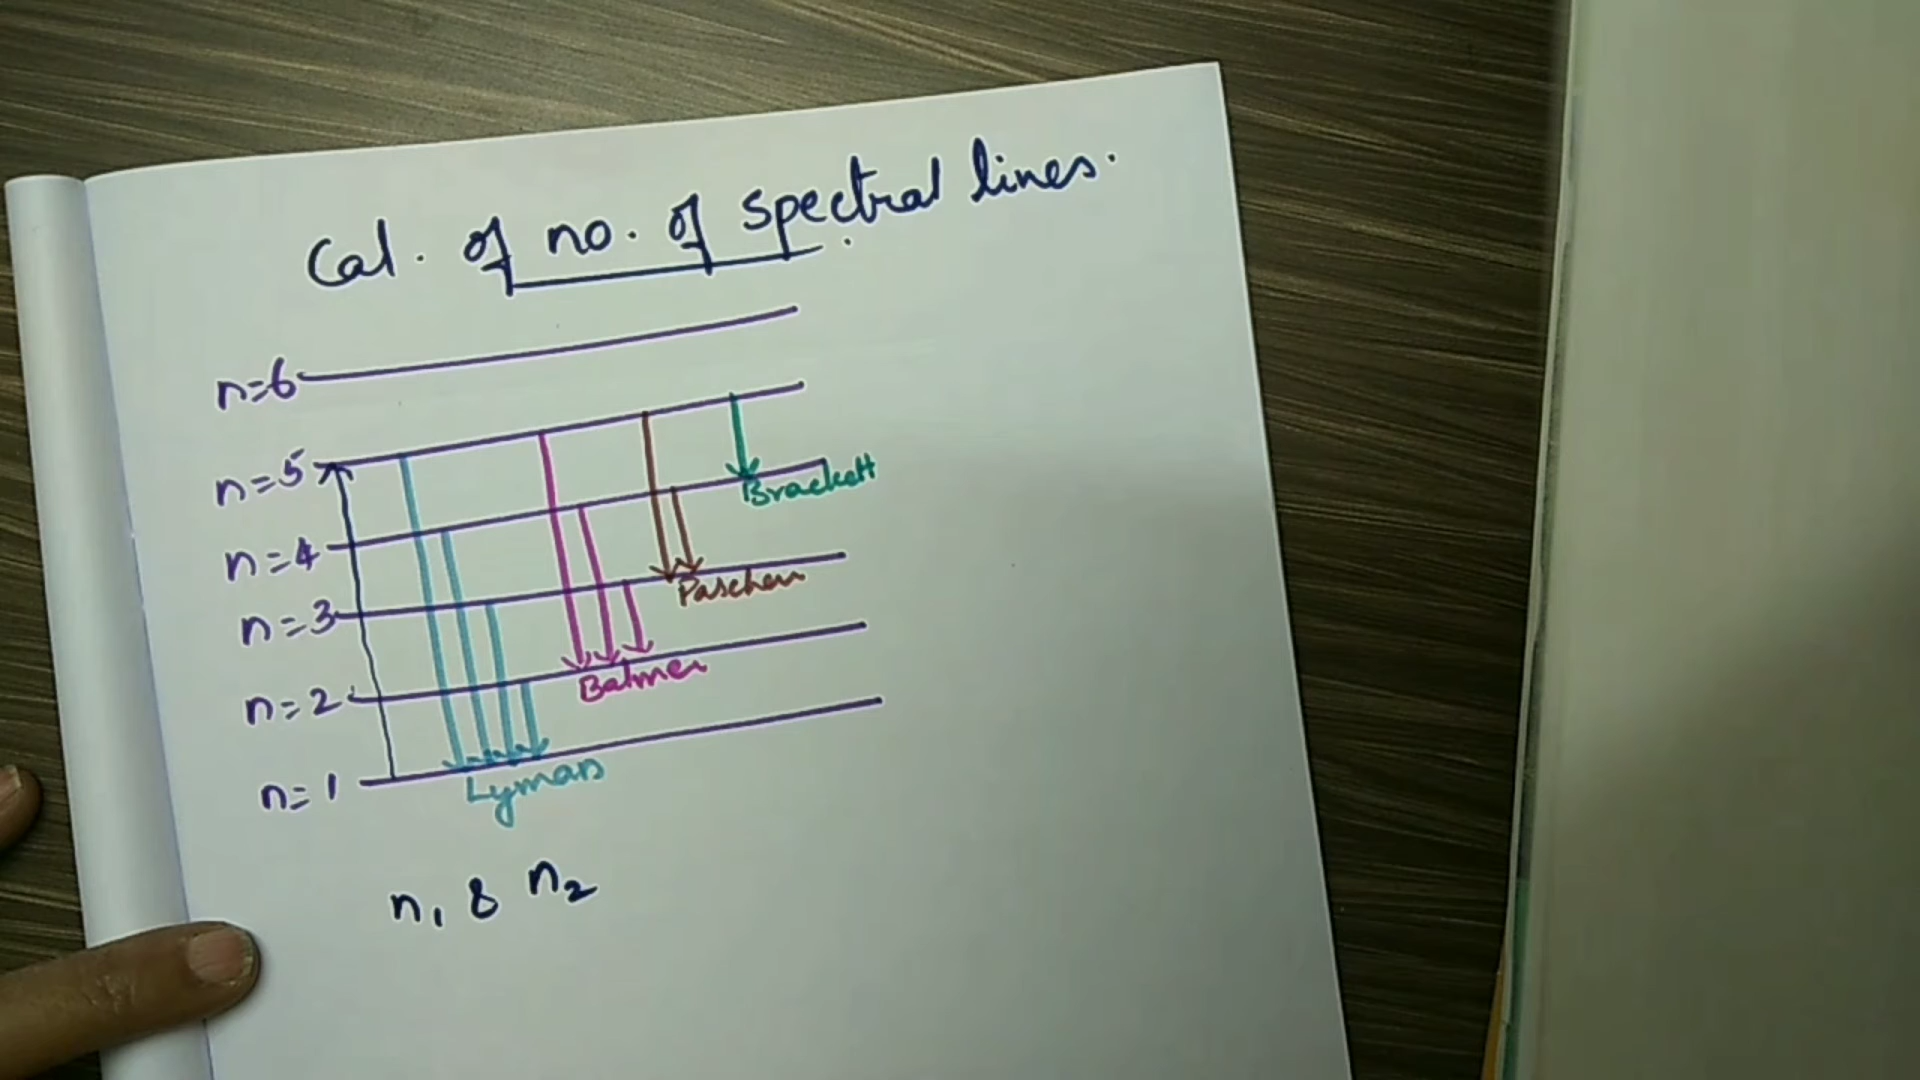 Cal. of no. of spectral lines.
n=6
n=5
n=4
Brackett
n=3
Paschen
n=2
Balmer
n=1
Lyman
n₁ & n₂